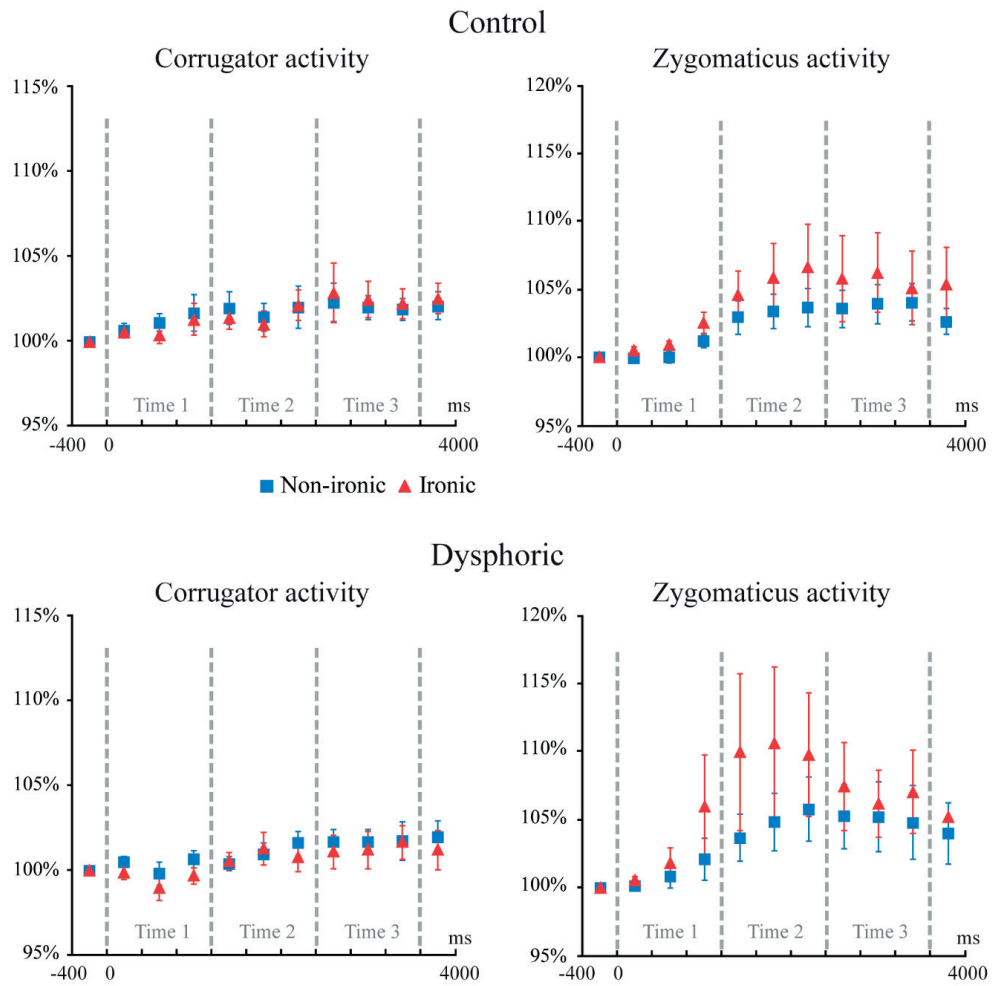 Control
Corrugator activity
Zygomaticus activity
115%
110%
105%
100%
95%
Time 1
Time 2
Time 3
ms
-400
0
4000
120%
115%
110%
105%
100%
95%
Time 1
Time 2
Time 3
ms
-400
0
4000
Non-ironic
Ironic
Dysphoric
Corrugator activity
Zygomaticus activity
115%
110%
105%
100%
95%
Time 1
Time 2
Time 3
ms
-400
0
4000
120%
115%
110%
105%
100%
95%
Time 1
Time 2
Time 3
ms
-400
0
4000